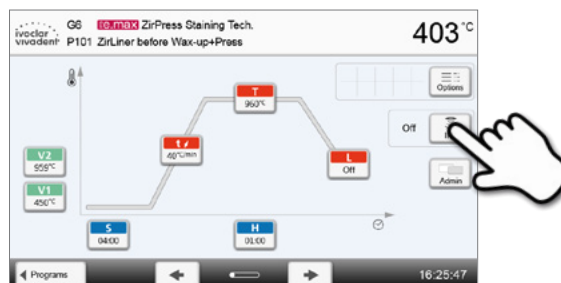 ivoclar vivadent
G6 IPS e.max ZirPress Staining Tech.
P101 ZirLiner before Wax-up+Press
403 °C
Options
T
960°C
Off
t
40°C/min
V2
959°C
L
Off
Admin
V1
450°C
S
04:00
H
01:00
Programs
16:25:47